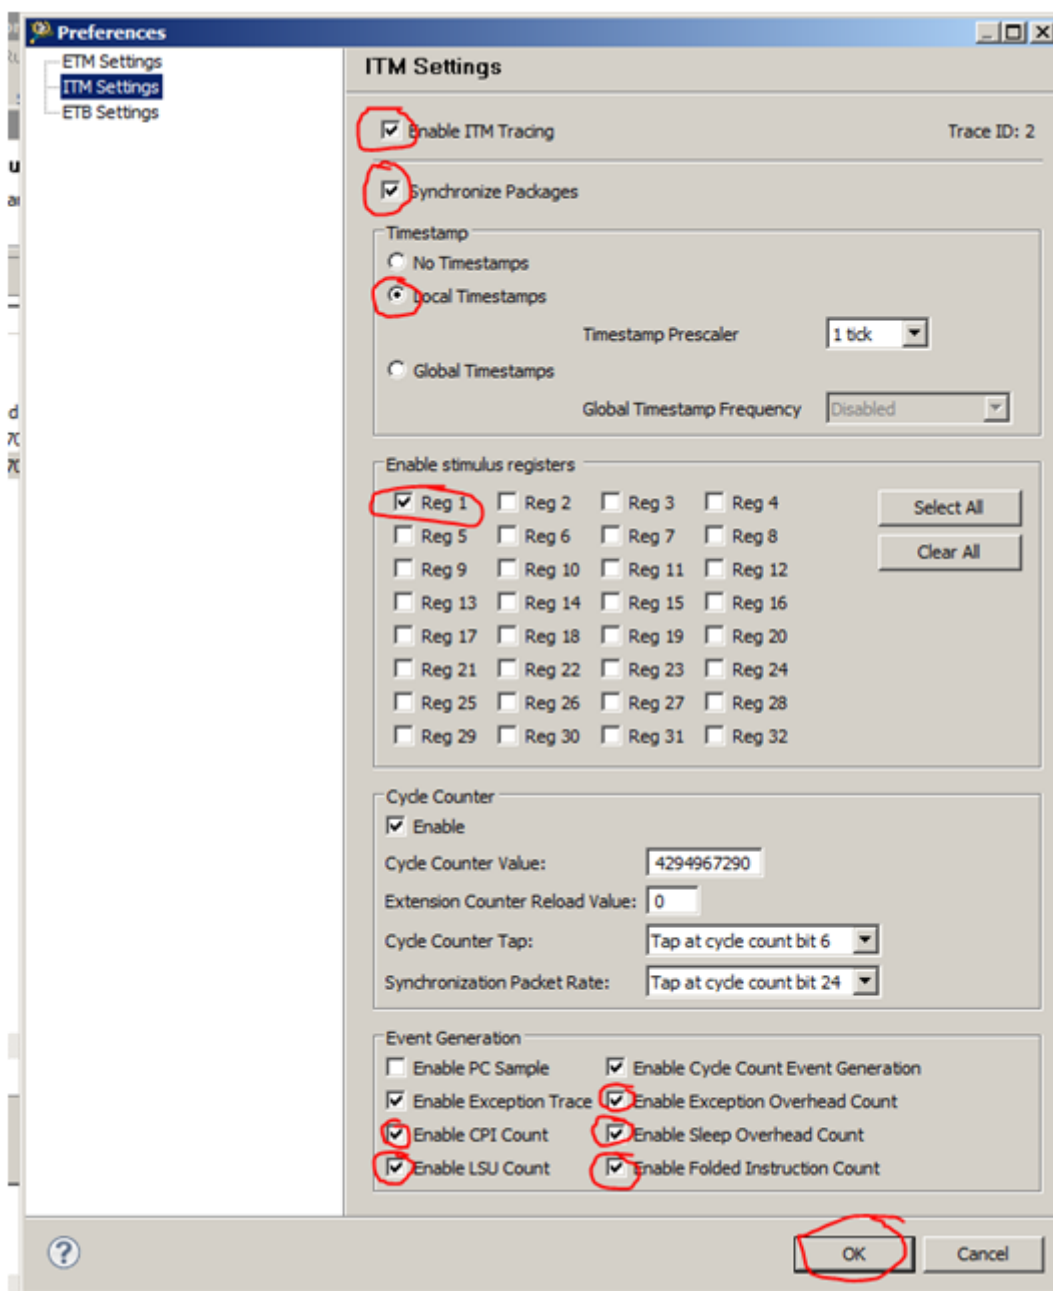 Preferences
ETM Settings
ITM Settings
ETB Settings
ITM Settings
Enable ITM Tracing Trace ID: 2
Synchronize Packages
Timestamp
No Timestamps
Local Timestamps
Timestamp Prescaler 1 tick
Global Timestamps
Global Timestamp Frequency Disabled
Enable stimulus registers
Reg 1 Reg 2 Reg 3 Reg 4 Select All
Reg 5 Reg 6 Reg 7 Reg 8
Clear All
Reg 9 Reg 10 Reg 11 Reg 12
Reg 13 Reg 14 Reg 15 Reg 16
Reg 17 Reg 18 Reg 19 Reg 20
Reg 21 Reg 22 Reg 23 Reg 24
Reg 25 Reg 26 Reg 27 Reg 28
Reg 29 Reg 30 Reg 31 Reg 32
Cycle Counter
Enable
Cycle Counter Value: 4294967290
Extension Counter Reload Value: 0
Cycle Counter Tap: Tap at cycle count bit 6
Synchronization Packet Rate: Tap at cycle count bit 24
Event Generation
Enable PC Sample Enable Cycle Count Event Generation
Enable Exception Trace Enable Exception Overhead Count
Enable CPI Count Enable Sleep Overhead Count
Enable LSU Count Enable Folded Instruction Count
? OK Cancel